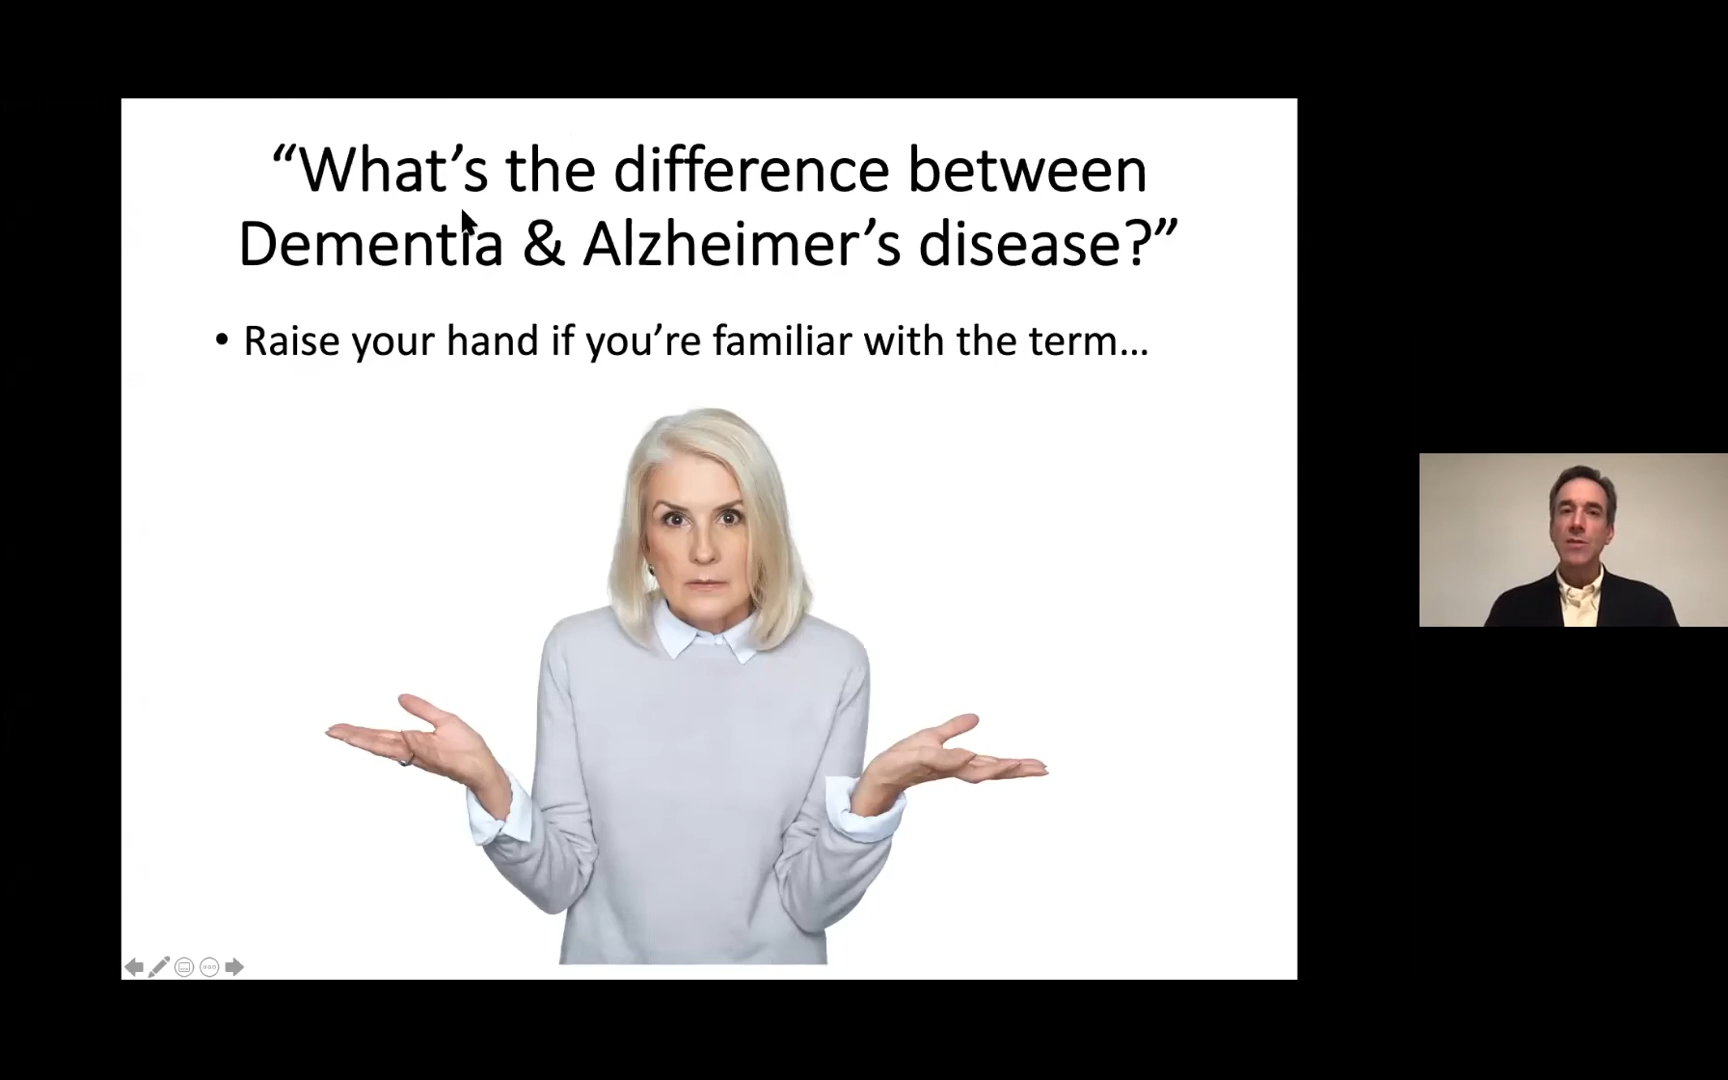 “What’s the difference between
Dementia & Alzheimer’s disease?”
• Raise your hand if you’re familiar with the term…